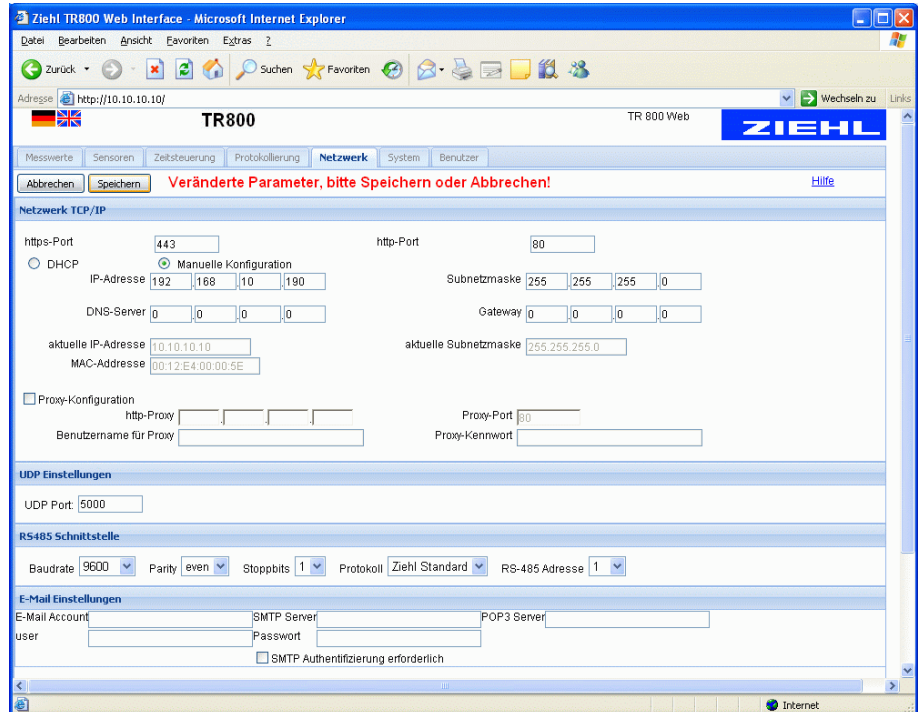 Ziehl TR800 Web Interface - Microsoft Internet Explorer
Datei Bearbeiten Ansicht Favoriten Extras ?
Zurück Suchen Favoriten
Adresse http://10.10.10.10/ Wechseln zu Links
TR800 TR 800 Web ZIEHL
Messwerte Sensoren Zeitsteuerung Protokollierung Netzwerk System Benutzer
Abbrechen Speichern Veränderte Parameter, bitte Speichern oder Abbrechen! Hilfe
Netzwerk TCP/IP
https-Port 443 http-Port 80
DHCP Manuelle Konfiguration
IP-Adresse 192 .168 .10 .190 Subnetzmaske 255 .255 .255 .0
DNS-Server 0 .0 .0 .0 Gateway 0 .0 .0 .0
aktuelle IP-Adresse 10.10.10.10 aktuelle Subnetzmaske 255.255.255.0
MAC-Addresse 00:12:E4:00:00:5E
Proxy-Konfiguration
http-Proxy . . . Proxy-Port 80
Benutzername für Proxy Proxy-Kennwort
UDP Einstellungen
UDP Port: 5000
RS485 Schnittstelle
Baudrate 9600 Parity even Stoppbits 1 Protokoll Ziehl Standard RS-485 Adresse 1
E-Mail Einstellungen
E-Mail Account SMTP Server POP3 Server
user Passwort
SMTP Authentifizierung erforderlich
Internet